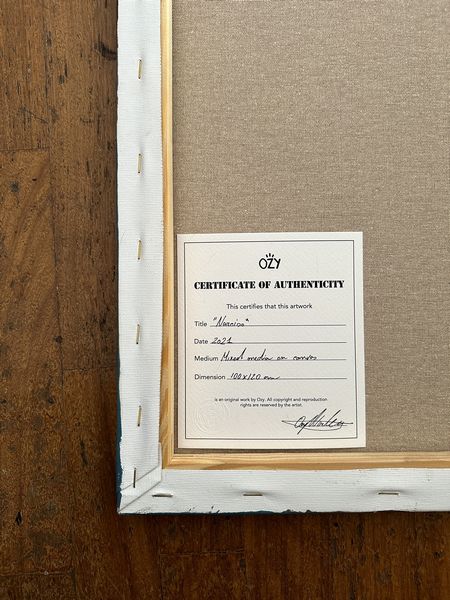 OZY
CERTIFICATE OF AUTHENTICITY
This certifies that this artwork
Title "Narciso"
Date 2021
Medium Mixed media on canvas
Dimension 100x120 cm
is an original work by Ozy. All copyright and reproduction
rights are reserved by the artist.